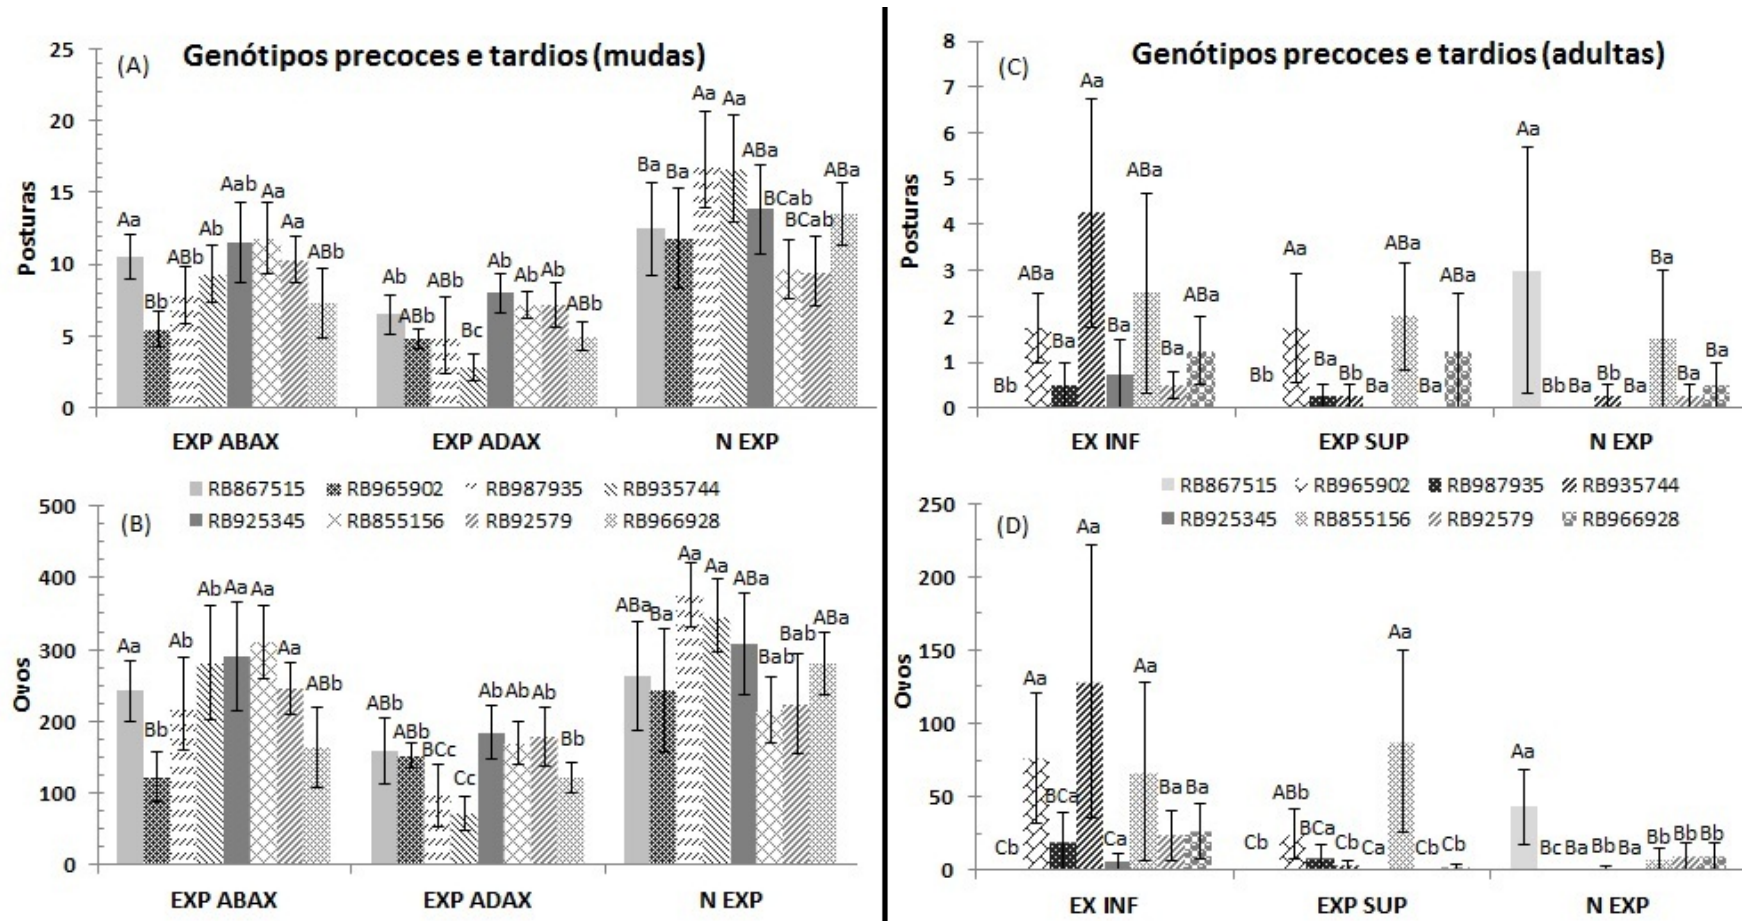 Genótipos precoces e tardios (mudas)
(A)
Posturas
25
20
15
10
5
0
Aa Bb ABb Ab Aab Aa Aa ABb
Ab ABb ABb Bc Ab Ab Ab ABb
Ba Ba Aa Aa ABa BCab BCab ABa
EXP ABAX EXP ADAX N EXP
RB867515 RB965902 RB987935 RB935744
RB925345 RB855156 RB92579 RB966928
(B)
Ovos
500
400
300
200
100
0
Aa Bb Ab Ab Aa Aa Aa ABb
ABb ABb BCc Cc Ab Ab Ab Bb
ABa Ba Aa Aa ABa Bab Bab ABa
EXP ABAX EXP ADAX N EXP
Genótipos precoces e tardios (adultas)
(C)
Posturas
8
7
6
5
4
3
2
1
0
Bb ABa Ba Aa Ba ABa Ba ABa
Bb Aa Ba Bb Ba ABa Ba ABa
Aa Bb Ba Bb Ba Ba Ba Ba
EX INF EXP SUP N EXP
RB867515 RB965902 RB987935 RB935744
RB925345 RB855156 RB92579 RB966928
(D)
Ovos
250
200
150
100
50
0
Cb Aa BCa Aa Ca Aa Ba Ba
Cb ABb BCa Cb Ca Aa Cb Cb
Aa Bc Ba Bb Ba Bb Bb Bb
EX INF EXP SUP N EXP